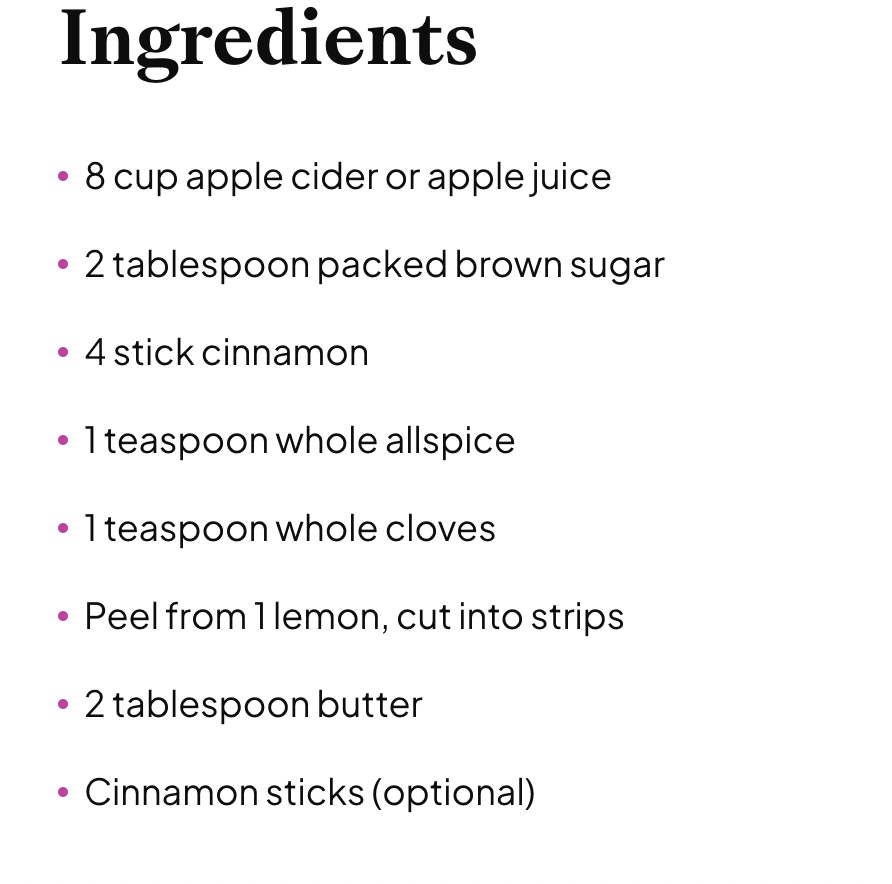 Ingredients
8 cup apple cider or apple juice
2 tablespoon packed brown sugar
4 stick cinnamon
1 teaspoon whole allspice
1 teaspoon whole cloves
Peel from 1 lemon, cut into strips
2 tablespoon butter
Cinnamon sticks (optional)